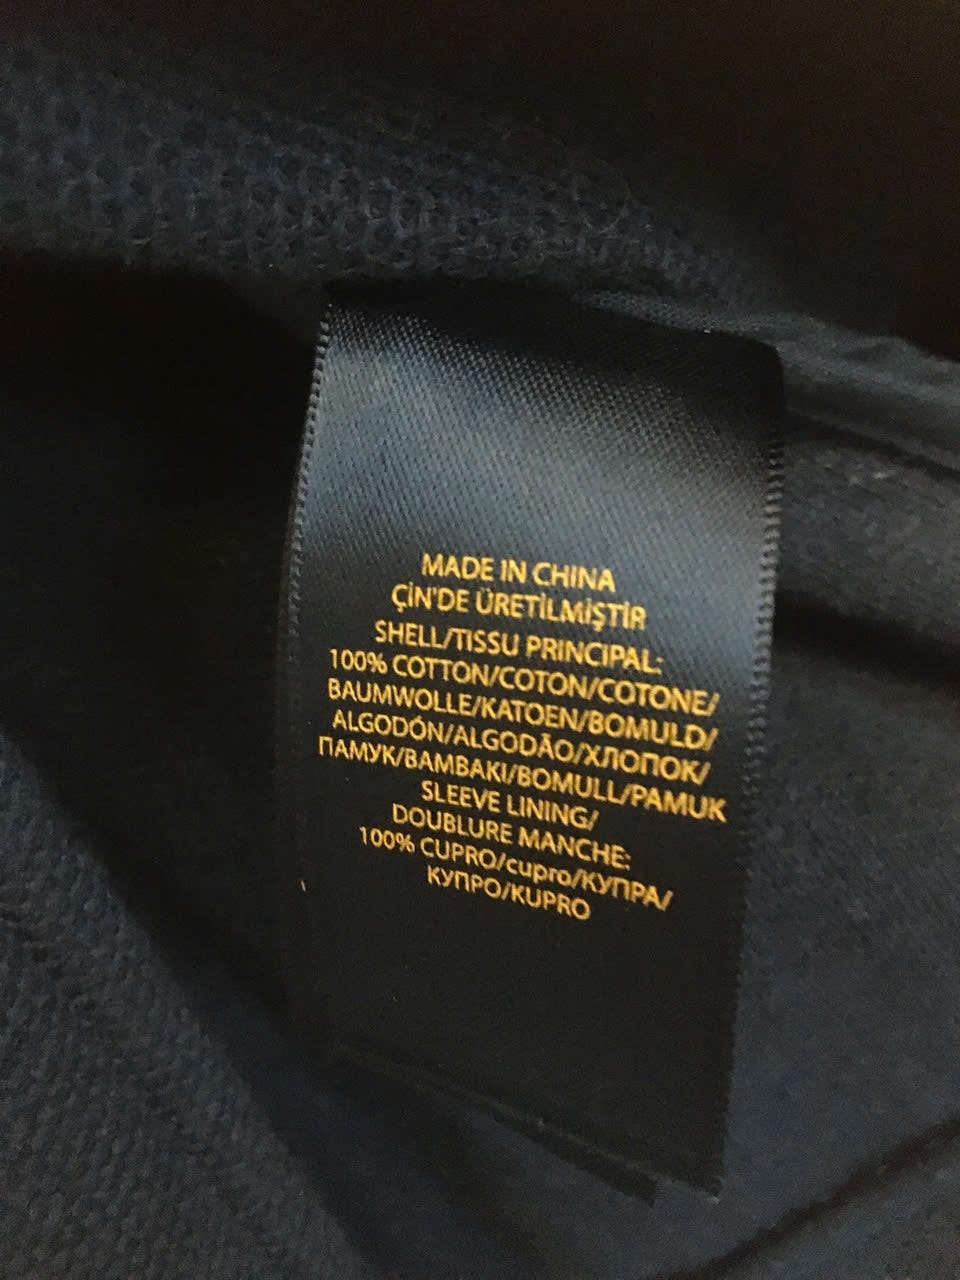 MADE IN CHINA
ÇİN'DE ÜRETİLMİŞTİR
SHELL/TISSU PRINCIPAL:
100% COTTON/COTON/COTONE/
BAUMWOLLE/KATOEN/BOMULD/
ALGODÓN/ALGODÃO/ХЛОПОК/
ПАМУК/ΒΑΜΒΑΚΙ/BOMULL/PAMUK
SLEEVE LINING/
DOUBLURE MANCHE:
100% CUPRO/cupro/КУПРА/
КУПРО/KUPRO